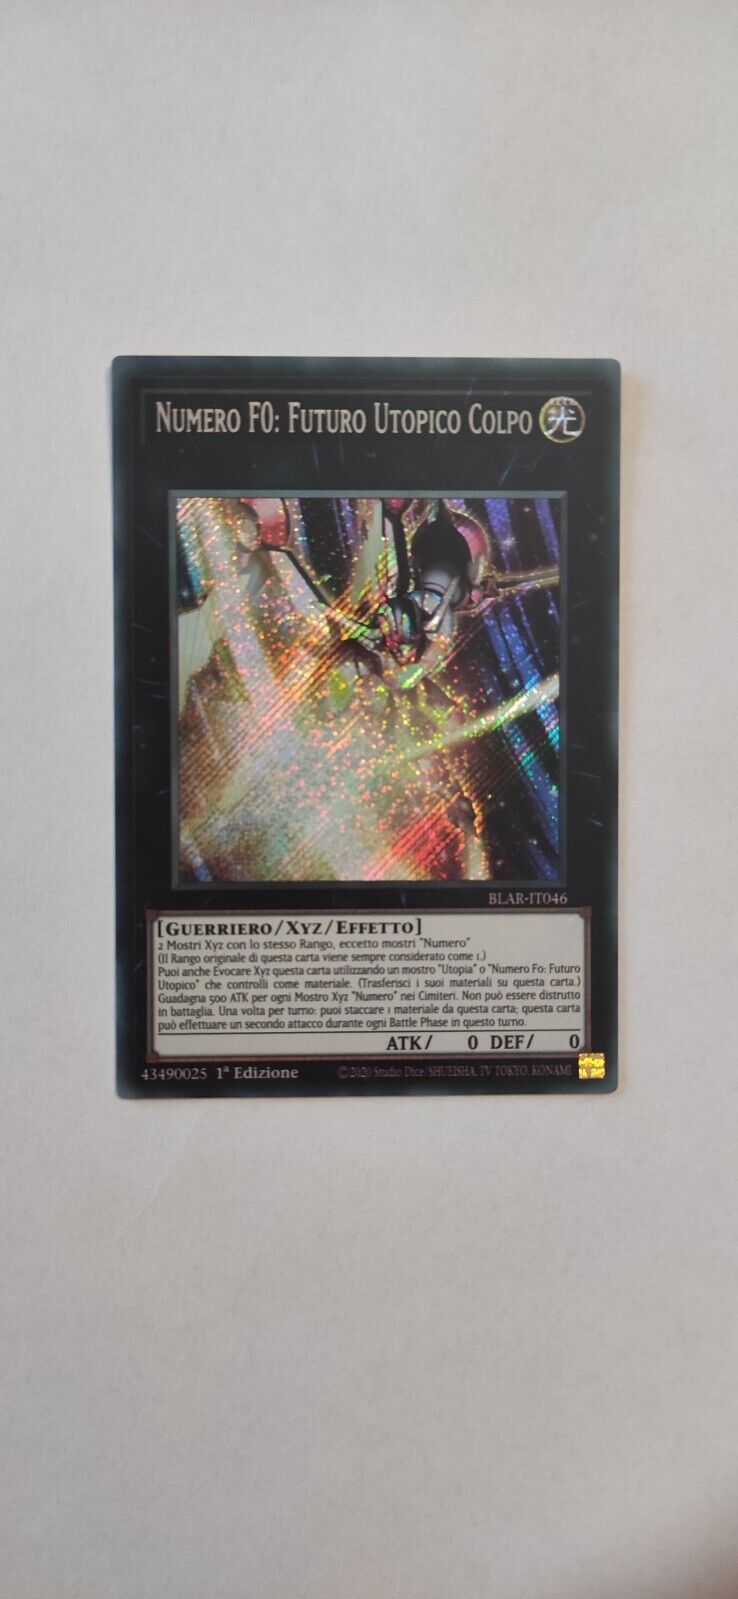 NUMERO F0: FUTURO UTOPICO COLPO 光
BLAR-IT046
[GUERRIERO/XYZ/EFFETTO]
2 Mostri Xyz con lo stesso Rango, eccetto mostri "Numero"
(Il Rango originale di questa carta viene sempre considerato come 1.)
Puoi anche Evocare Xyz questa carta utilizzando un mostro "Utopia" o "Numero F0: Futuro
Utopico" che controlli come materiale. (Trasferisci i suoi materiali su questa carta.)
Guadagna 500 ATK per ogni Mostro Xyz "Numero" nei Cimiteri. Non può essere distrutto
in battaglia. Una volta per turno: puoi staccare 1 materiale da questa carta; questa carta
può effettuare un secondo attacco durante ogni Battle Phase in questo turno.
ATK/ 0 DEF/ 0
43490025 1ª Edizione ©2020 Studio Dice/SHUEISHA, TV TOKYO, KONAMI